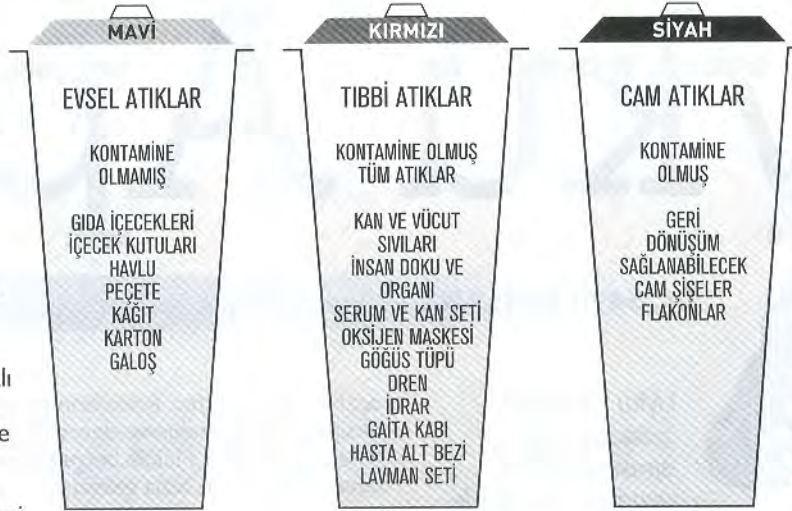 MAVİ
EVSEL ATIKLAR
KONTAMİNE
OLMAMIŞ
GIDA İÇECEKLERİ
İÇECEK KUTULARI
HAVLU
PEÇETE
KÂĞIT
KARTON
GALOŞ
KIRMIZI
TIBBİ ATIKLAR
KONTAMİNE OLMUŞ
TÜM ATIKLAR
KAN VE VÜCUT
SIVILARI
İNSAN DOKU VE
ORGANI
SERUM VE KAN SETİ
OKSİJEN MASKESİ
GÖĞÜS TÜPÜ
DREN
İDRAR
GAİTA KABI
HASTA ALT BEZİ
LAVMAN SETİ
SİYAH
CAM ATIKLAR
KONTAMİNE
OLMUŞ
GERİ
DÖNÜŞÜM
SAĞLANABİLECEK
CAM ŞİŞELER
FLAKONLAR